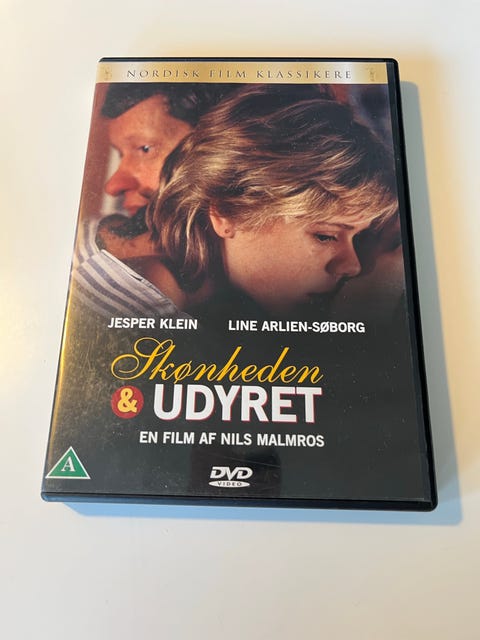 NORDISK FILM KLASSIKERE
JESPER KLEIN LINE ARLIEN-SØBORG
Skønheden
& UDYRET
EN FILM AF NILS MALMROS
A
DVD
VIDEO